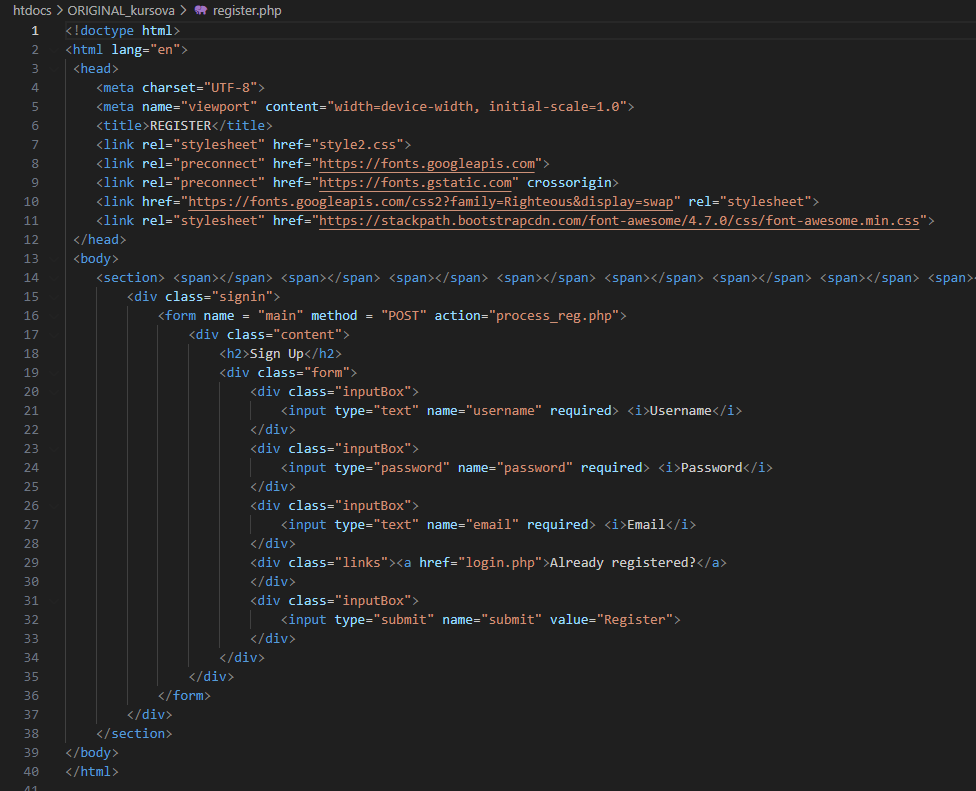 htdocs > ORIGINAL_kursova > register.php
1 <!doctype html>
2 <html lang="en">
3 <head>
4 <meta charset="UTF-8">
5 <meta name="viewport" content="width=device-width, initial-scale=1.0">
6 <title>REGISTER</title>
7 <link rel="stylesheet" href="style2.css">
8 <link rel="preconnect" href="https://fonts.googleapis.com">
9 <link rel="preconnect" href="https://fonts.gstatic.com" crossorigin>
10 <link href="https://fonts.googleapis.com/css2?family=Righteous&display=swap" rel="stylesheet">
11 <link rel="stylesheet" href="https://stackpath.bootstrapcdn.com/font-awesome/4.7.0/css/font-awesome.min.css">
12 </head>
13 <body>
14 <section> <span></span> <span></span> <span></span> <span></span> <span></span> <span></span> <span></span> <span>
15 <div class="signin">
16 <form name = "main" method = "POST" action="process_reg.php">
17 <div class="content">
18 <h2>Sign Up</h2>
19 <div class="form">
20 <div class="inputBox">
21 <input type="text" name="username" required> <i>Username</i>
22 </div>
23 <div class="inputBox">
24 <input type="password" name="password" required> <i>Password</i>
25 </div>
26 <div class="inputBox">
27 <input type="text" name="email" required> <i>Email</i>
28 </div>
29 <div class="links"><a href="login.php">Already registered?</a>
30 </div>
31 <div class="inputBox">
32 <input type="submit" name="submit" value="Register">
33 </div>
34 </div>
35 </div>
36 </form>
37 </div>
38 </section>
39 </body>
40 </html>
41